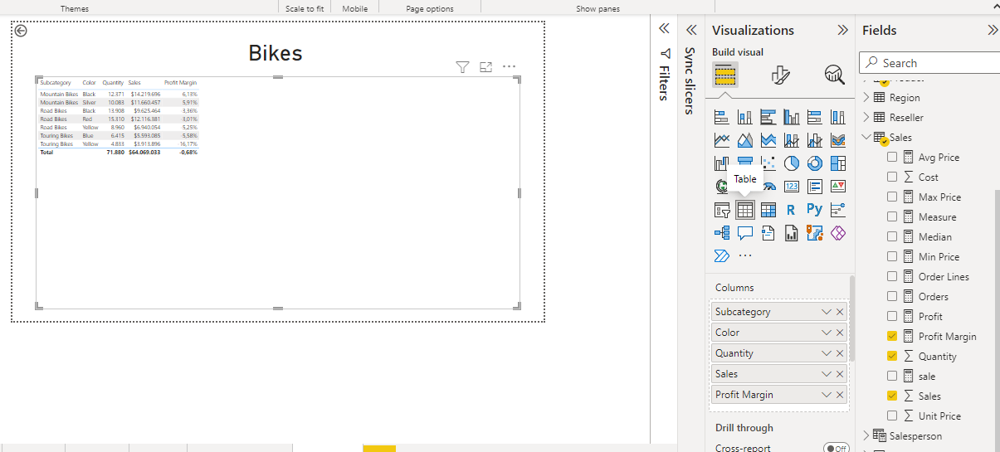 Themes Scale to fit Mobile Page options Show panes
Bikes
Subcategory Color Quantity Sales Profit Margin
Mountain Bikes Black 12.371 $14.219.696 6,13%
Mountain Bikes Silver 10.083 $11.660.457 5,91%
Road Bikes Black 13.908 $9.625.464 -3,36%
Road Bikes Red 15.310 $12.116.381 3,01%
Road Bikes Yellow 8.960 $6.940.054 -5,25%
Touring Bikes Blue 6.415 $5.593.085 -5,58%
Touring Bikes Yellow 4.833 $3.913.896 -16,17%
Total 71.880 $64.069.033 -0,68%
Filters
Sync slicers
Visualizations
Build visual
Table
123
R
Py
Columns
Subcategory
Color
Quantity
Sales
Profit Margin
Drill through
Cross-report
Off
Fields
Search
Region
Reseller
Sales
Avg Price
Cost
Max Price
Measure
Median
Min Price
Order Lines
Orders
Profit
Profit Margin
Quantity
sale
Sales
Unit Price
Salesperson